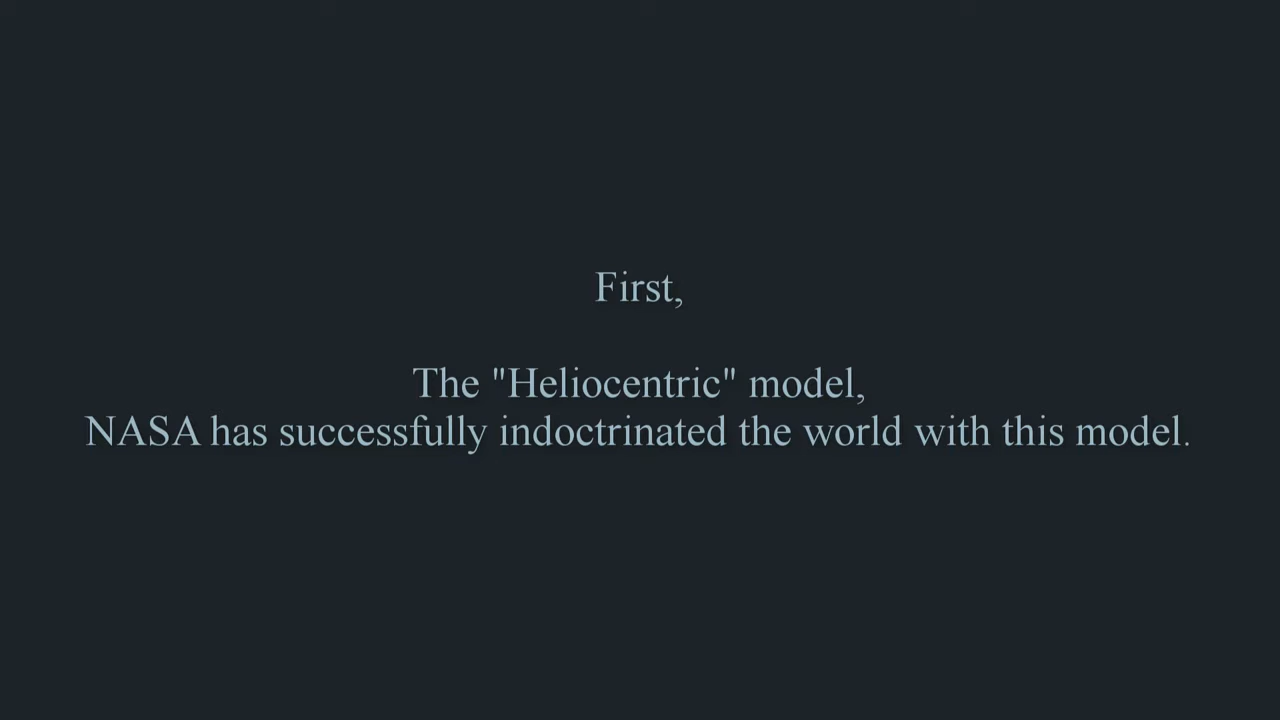 First,
The "Heliocentric" model,
NASA has successfully indoctrinated the world with this model.